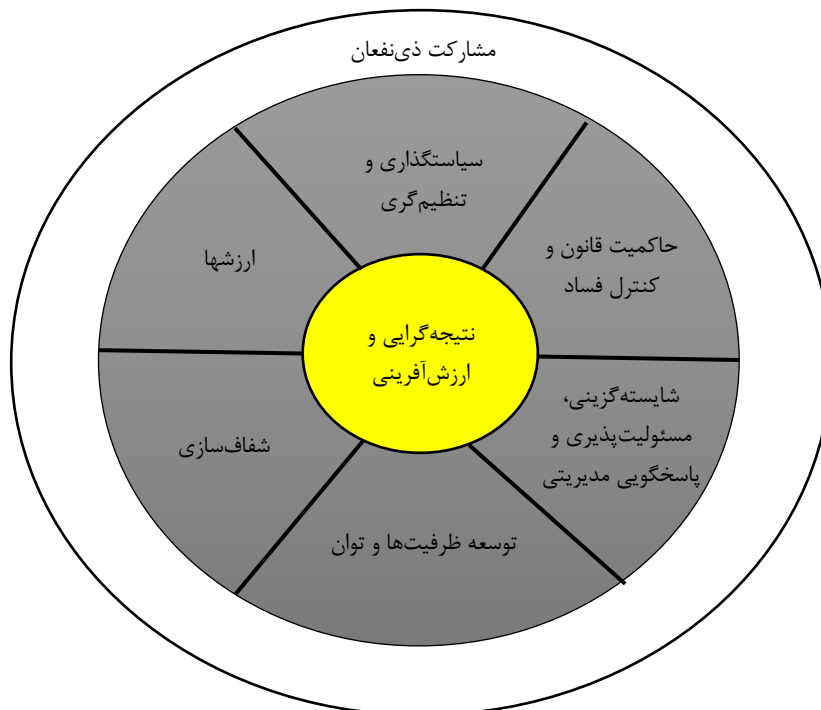 مشارکت ذی‌نفعان
سیاستگذاری و
تنظیم‌گری
حاکمیت قانون و
کنترل فساد
ارزشها
نتیجه‌گرایی و
ارزش‌آفرینی
شایسته‌گزینی،
مسئولیت‌پذیری و
پاسخگویی مدیریتی
شفاف‌سازی
توسعه ظرفیت‌ها و توان